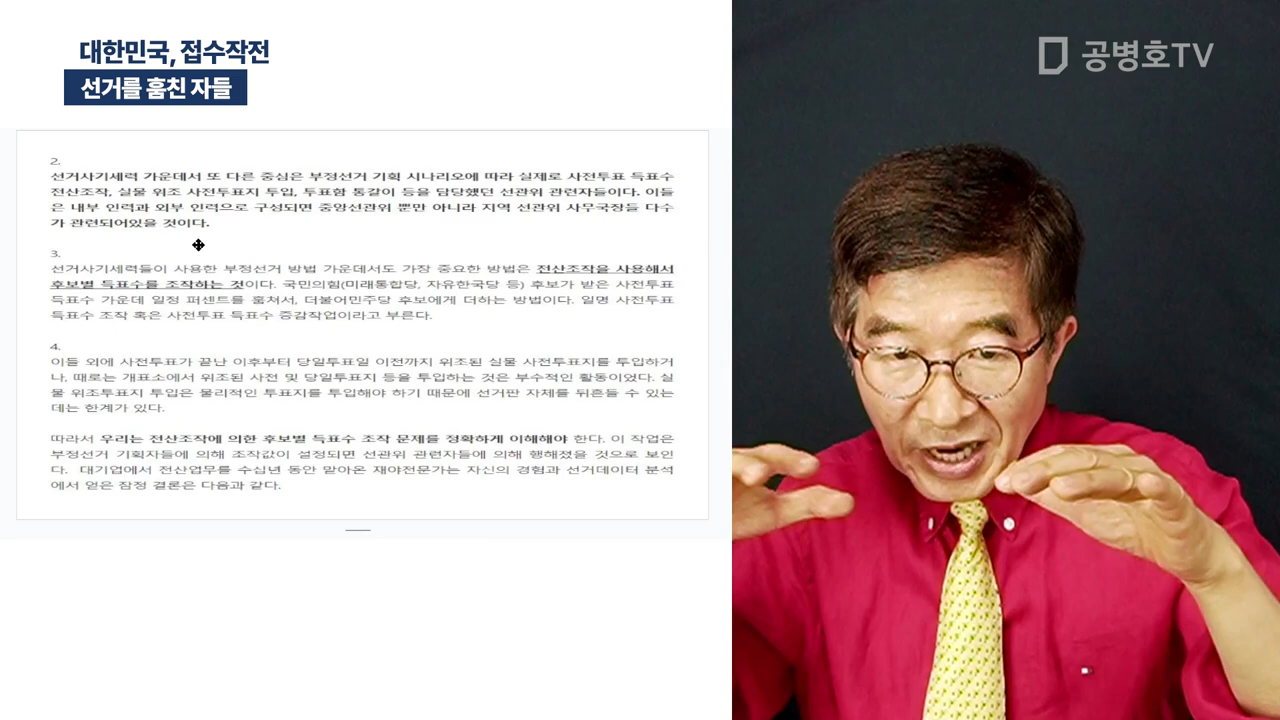 대한민국, 접수작전
선거를 훔친 자들
공병호TV
2.
선거사기세력 가운데서 또 다른 중심은 부정선거 기획 시나리오에 따라 실제로 사전투표 득표수
전산조작, 실물 위조 사전투표지 투입, 투표함 통갈이 등을 담당했던 선관위 관련자들이다. 이들
은 내부 인력과 외부 인력으로 구성되면 중앙선관위 뿐만 아니라 지역 선관위 사무국장들 다수
가 관련되어있을 것이다.
3.
선거사기세력들이 사용한 부정선거 방법 가운데서도 가장 중요한 방법은 전산조작을 사용해서
후보별 득표수를 조작하는 것이다. 국민의힘(미래통합당, 자유한국당 등) 후보가 받은 사전투표
득표수 가운데 일정 퍼센트를 훔쳐서, 더불어민주당 후보에게 더하는 방법이다. 일명 사전투표
득표수 조작 혹은 사전투표 득표수 증감작업이라고 부른다.
4.
이들 외에 사전투표가 끝난 이후부터 당일투표일 이전까지 위조된 실물 사전투표지를 투입하거
나, 때로는 개표소에서 위조된 사전 및 당일투표지 등을 투입하는 것은 부수적인 활동이었다. 실
물 위조투표지 투입은 물리적인 투표지를 투입해야 하기 때문에 선거판 자체를 뒤흔들 수 있는
데는 한계가 있다.
따라서 우리는 전산조작에 의한 후보별 득표수 조작 문제를 정확하게 이해해야 한다. 이 작업은
부정선거 기획자들에 의해 조작값이 설정되면 선관위 관련자들에 의해 행해졌을 것으로 보인
다. 대기업에서 전산업무를 수십년 동안 맡아온 재야전문가는 자신의 경험과 선거데이터 분석
에서 얻은 잠정 결론은 다음과 같다.